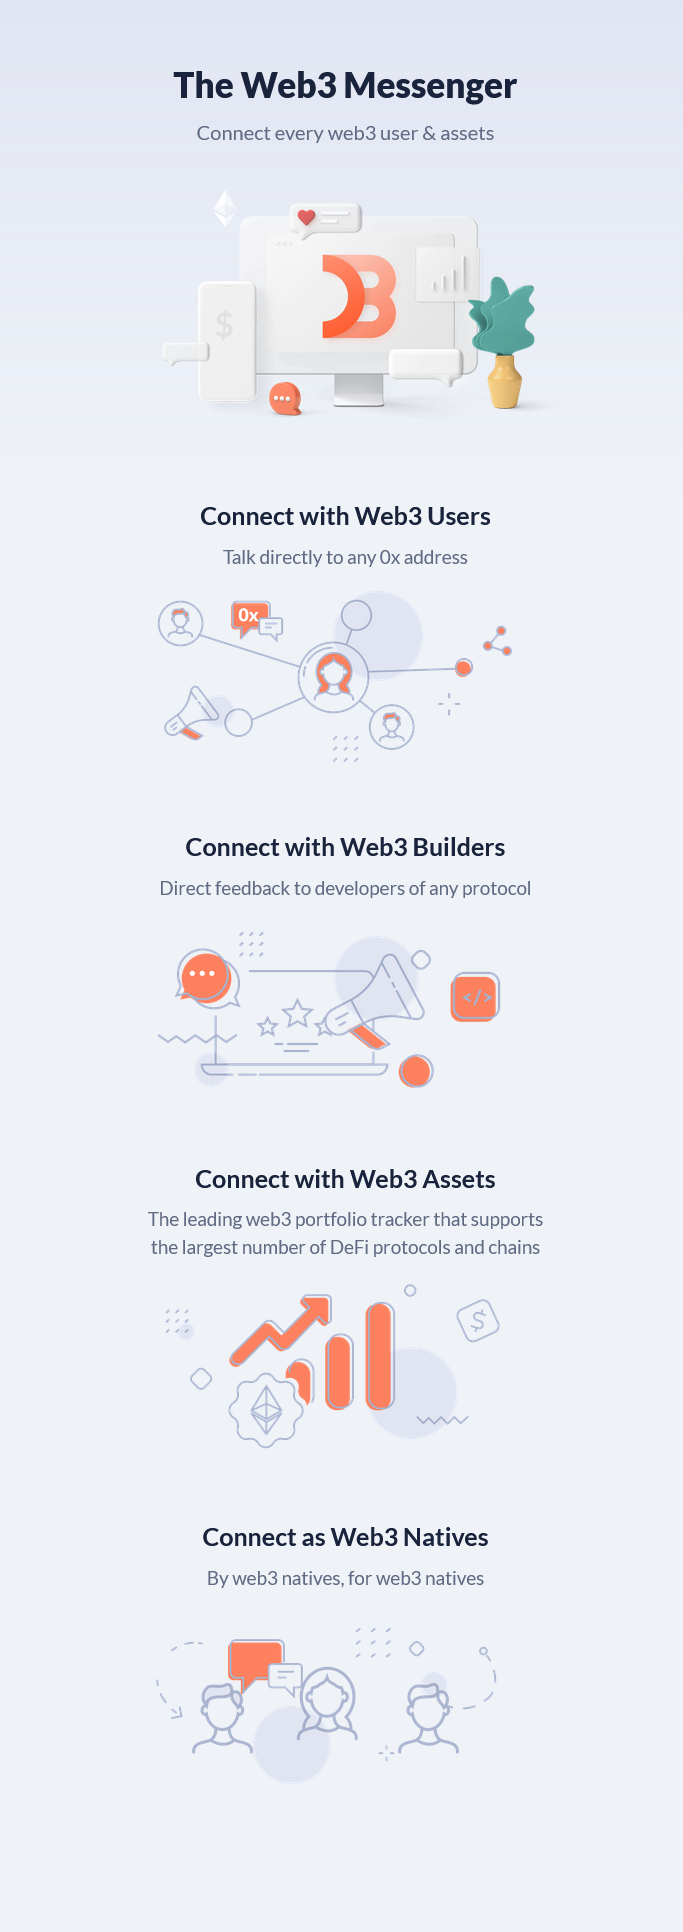 The Web3 Messenger
Connect every web3 user & assets
$
Connect with Web3 Users
Talk directly to any 0x address
0x
Connect with Web3 Builders
Direct feedback to developers of any protocol
</>
Connect with Web3 Assets
The leading web3 portfolio tracker that supports
the largest number of DeFi protocols and chains
$
Connect as Web3 Natives
By web3 natives, for web3 natives